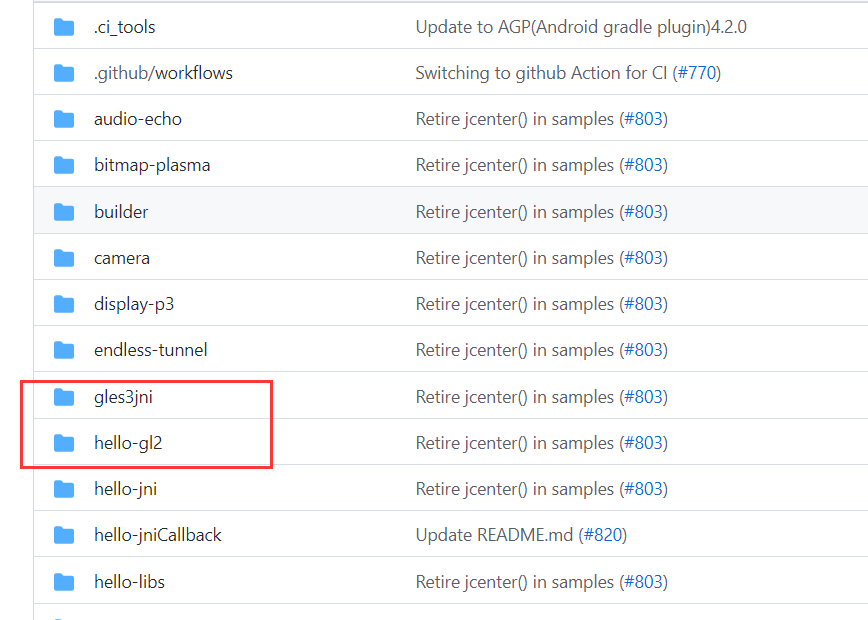 .ci_tools Update to AGP(Android gradle plugin)4.2.0
.github/workflows Switching to github Action for CI (#770)
audio-echo Retire jcenter() in samples (#803)
bitmap-plasma Retire jcenter() in samples (#803)
builder Retire jcenter() in samples (#803)
camera Retire jcenter() in samples (#803)
display-p3 Retire jcenter() in samples (#803)
endless-tunnel Retire jcenter() in samples (#803)
gles3jni Retire jcenter() in samples (#803)
hello-gl2 Retire jcenter() in samples (#803)
hello-jni Retire jcenter() in samples (#803)
hello-jniCallback Update README.md (#820)
hello-libs Retire jcenter() in samples (#803)